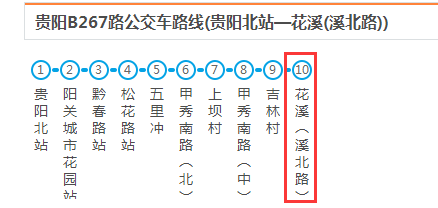 贵阳B267路公交车路线(贵阳北站—花溪(溪北路))
1 2 3 4 5 6 7 8 9 10
贵阳北站
阳关城市花园站
黔春路站
松花路站
五里冲
甲秀南路（北）
上坝村
甲秀南路（中）
吉林村
花溪（溪北路）